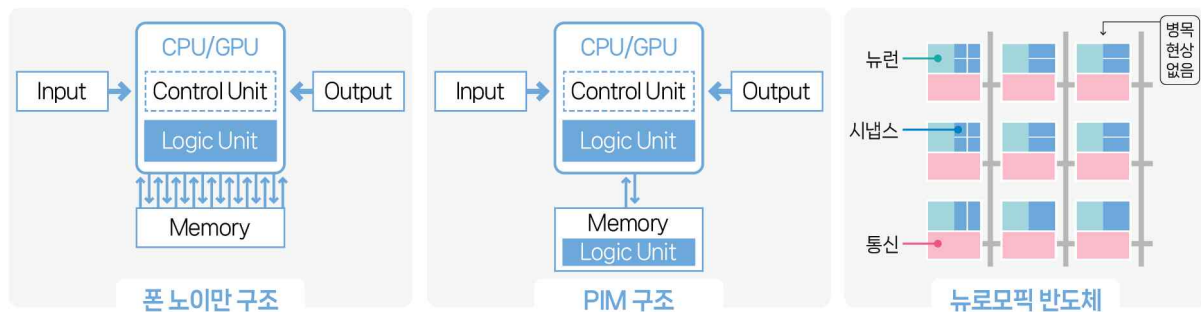 CPU/GPU
Input
Control Unit
Output
Logic Unit
Memory
폰 노이만 구조
CPU/GPU
Input
Control Unit
Output
Logic Unit
Memory
Logic Unit
PIM 구조
병목
현상
없음
뉴런
시냅스
통신
뉴로모픽 반도체